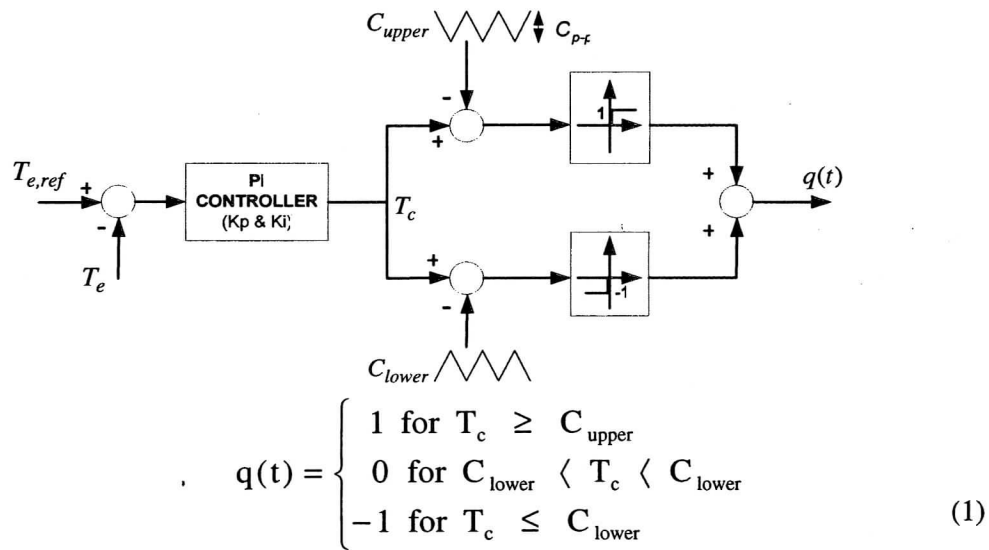 C_upper
C_p-p
-
+
1
T_e,ref
+
-
T_e
PI
CONTROLLER
(Kp & Ki)
T_c
+
+
q(t)
+
-
-1
C_lower
q(t) = { 1 for T_c ≥ C_upper
0 for C_lower ⟨ T_c ⟨ C_lower
-1 for T_c ≤ C_lower
(1)